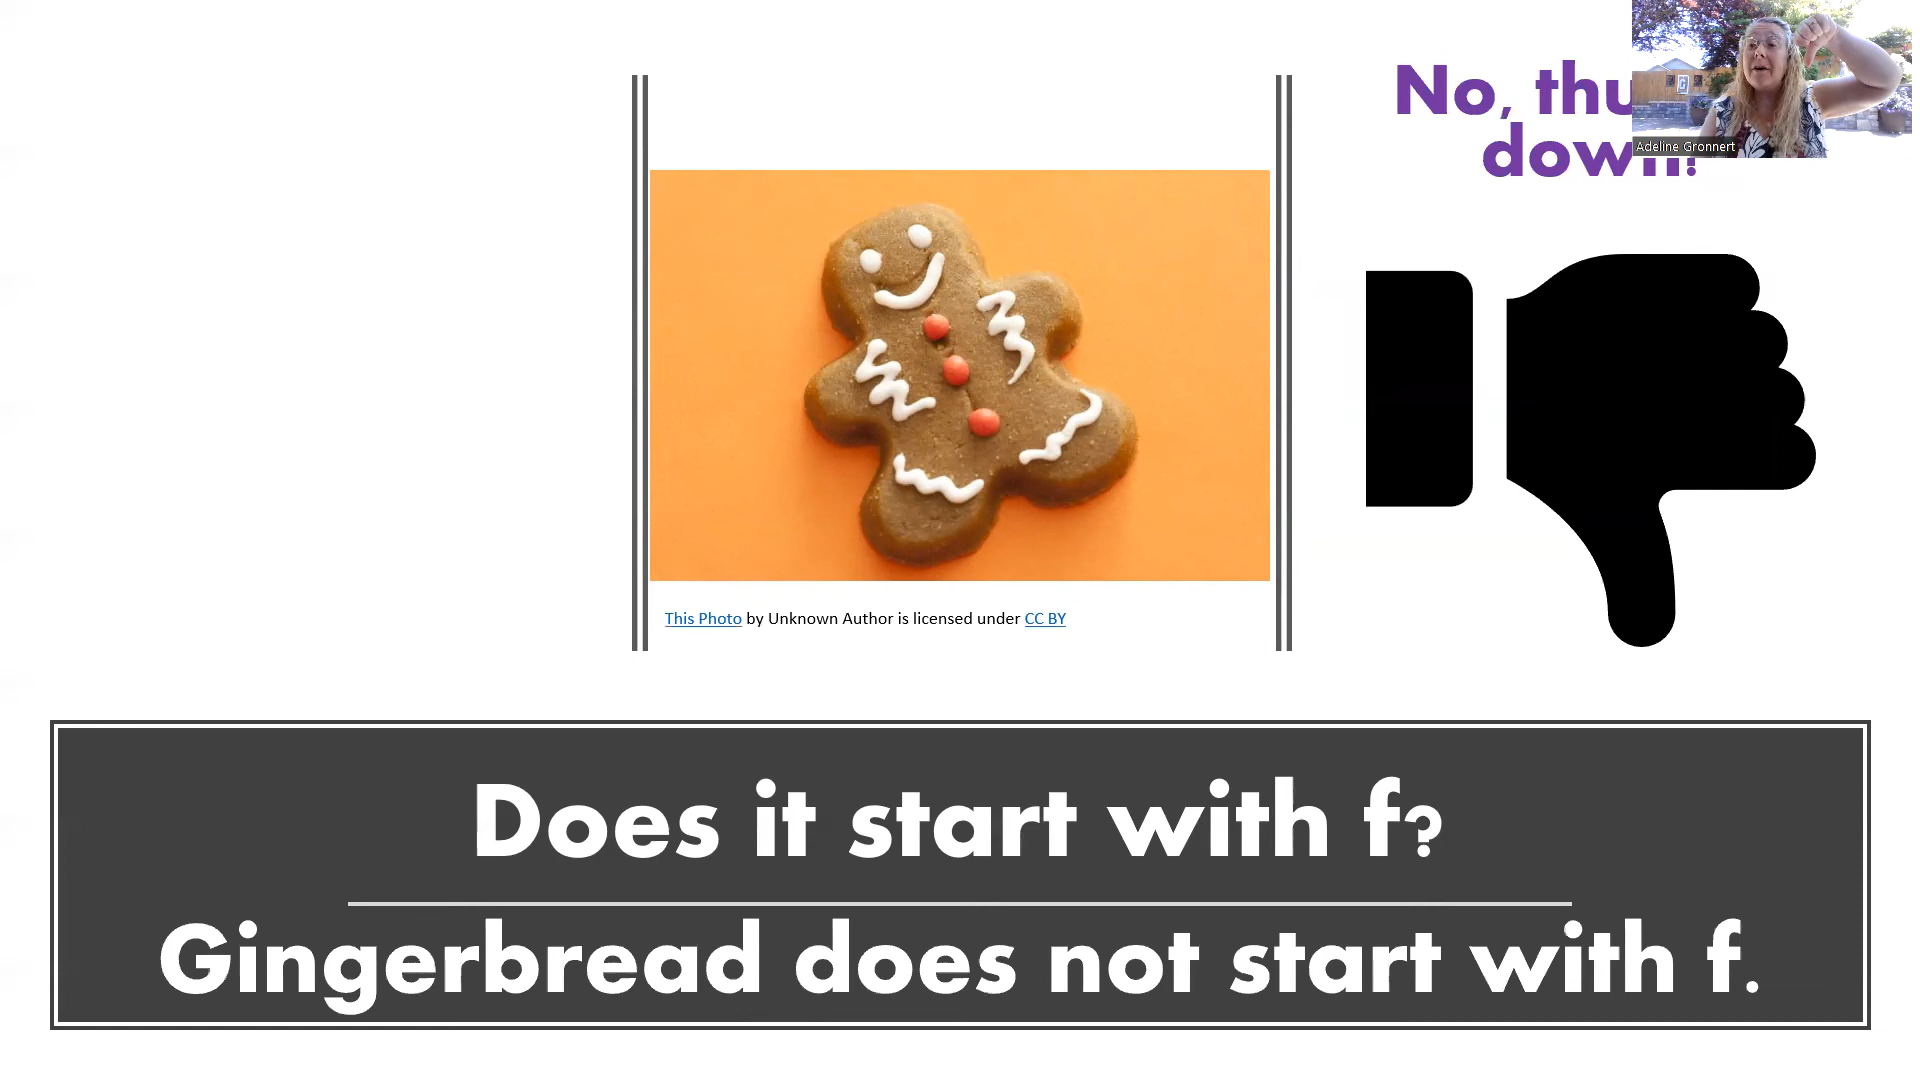 No, thu
down!
Adeline Gronnert
This Photo by Unknown Author is licensed under CC BY
Does it start with f?
Gingerbread does not start with f.